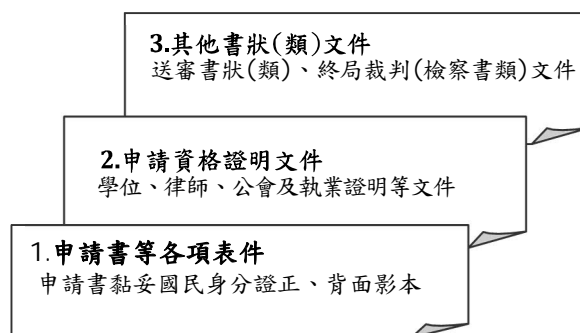 3.其他書狀(類)文件
送審書狀(類)、終局裁判(檢察書類)文件
2.申請資格證明文件
學位、律師、公會及執業證明等文件
1.申請書等各項表件
申請書黏妥國民身分證正、背面影本